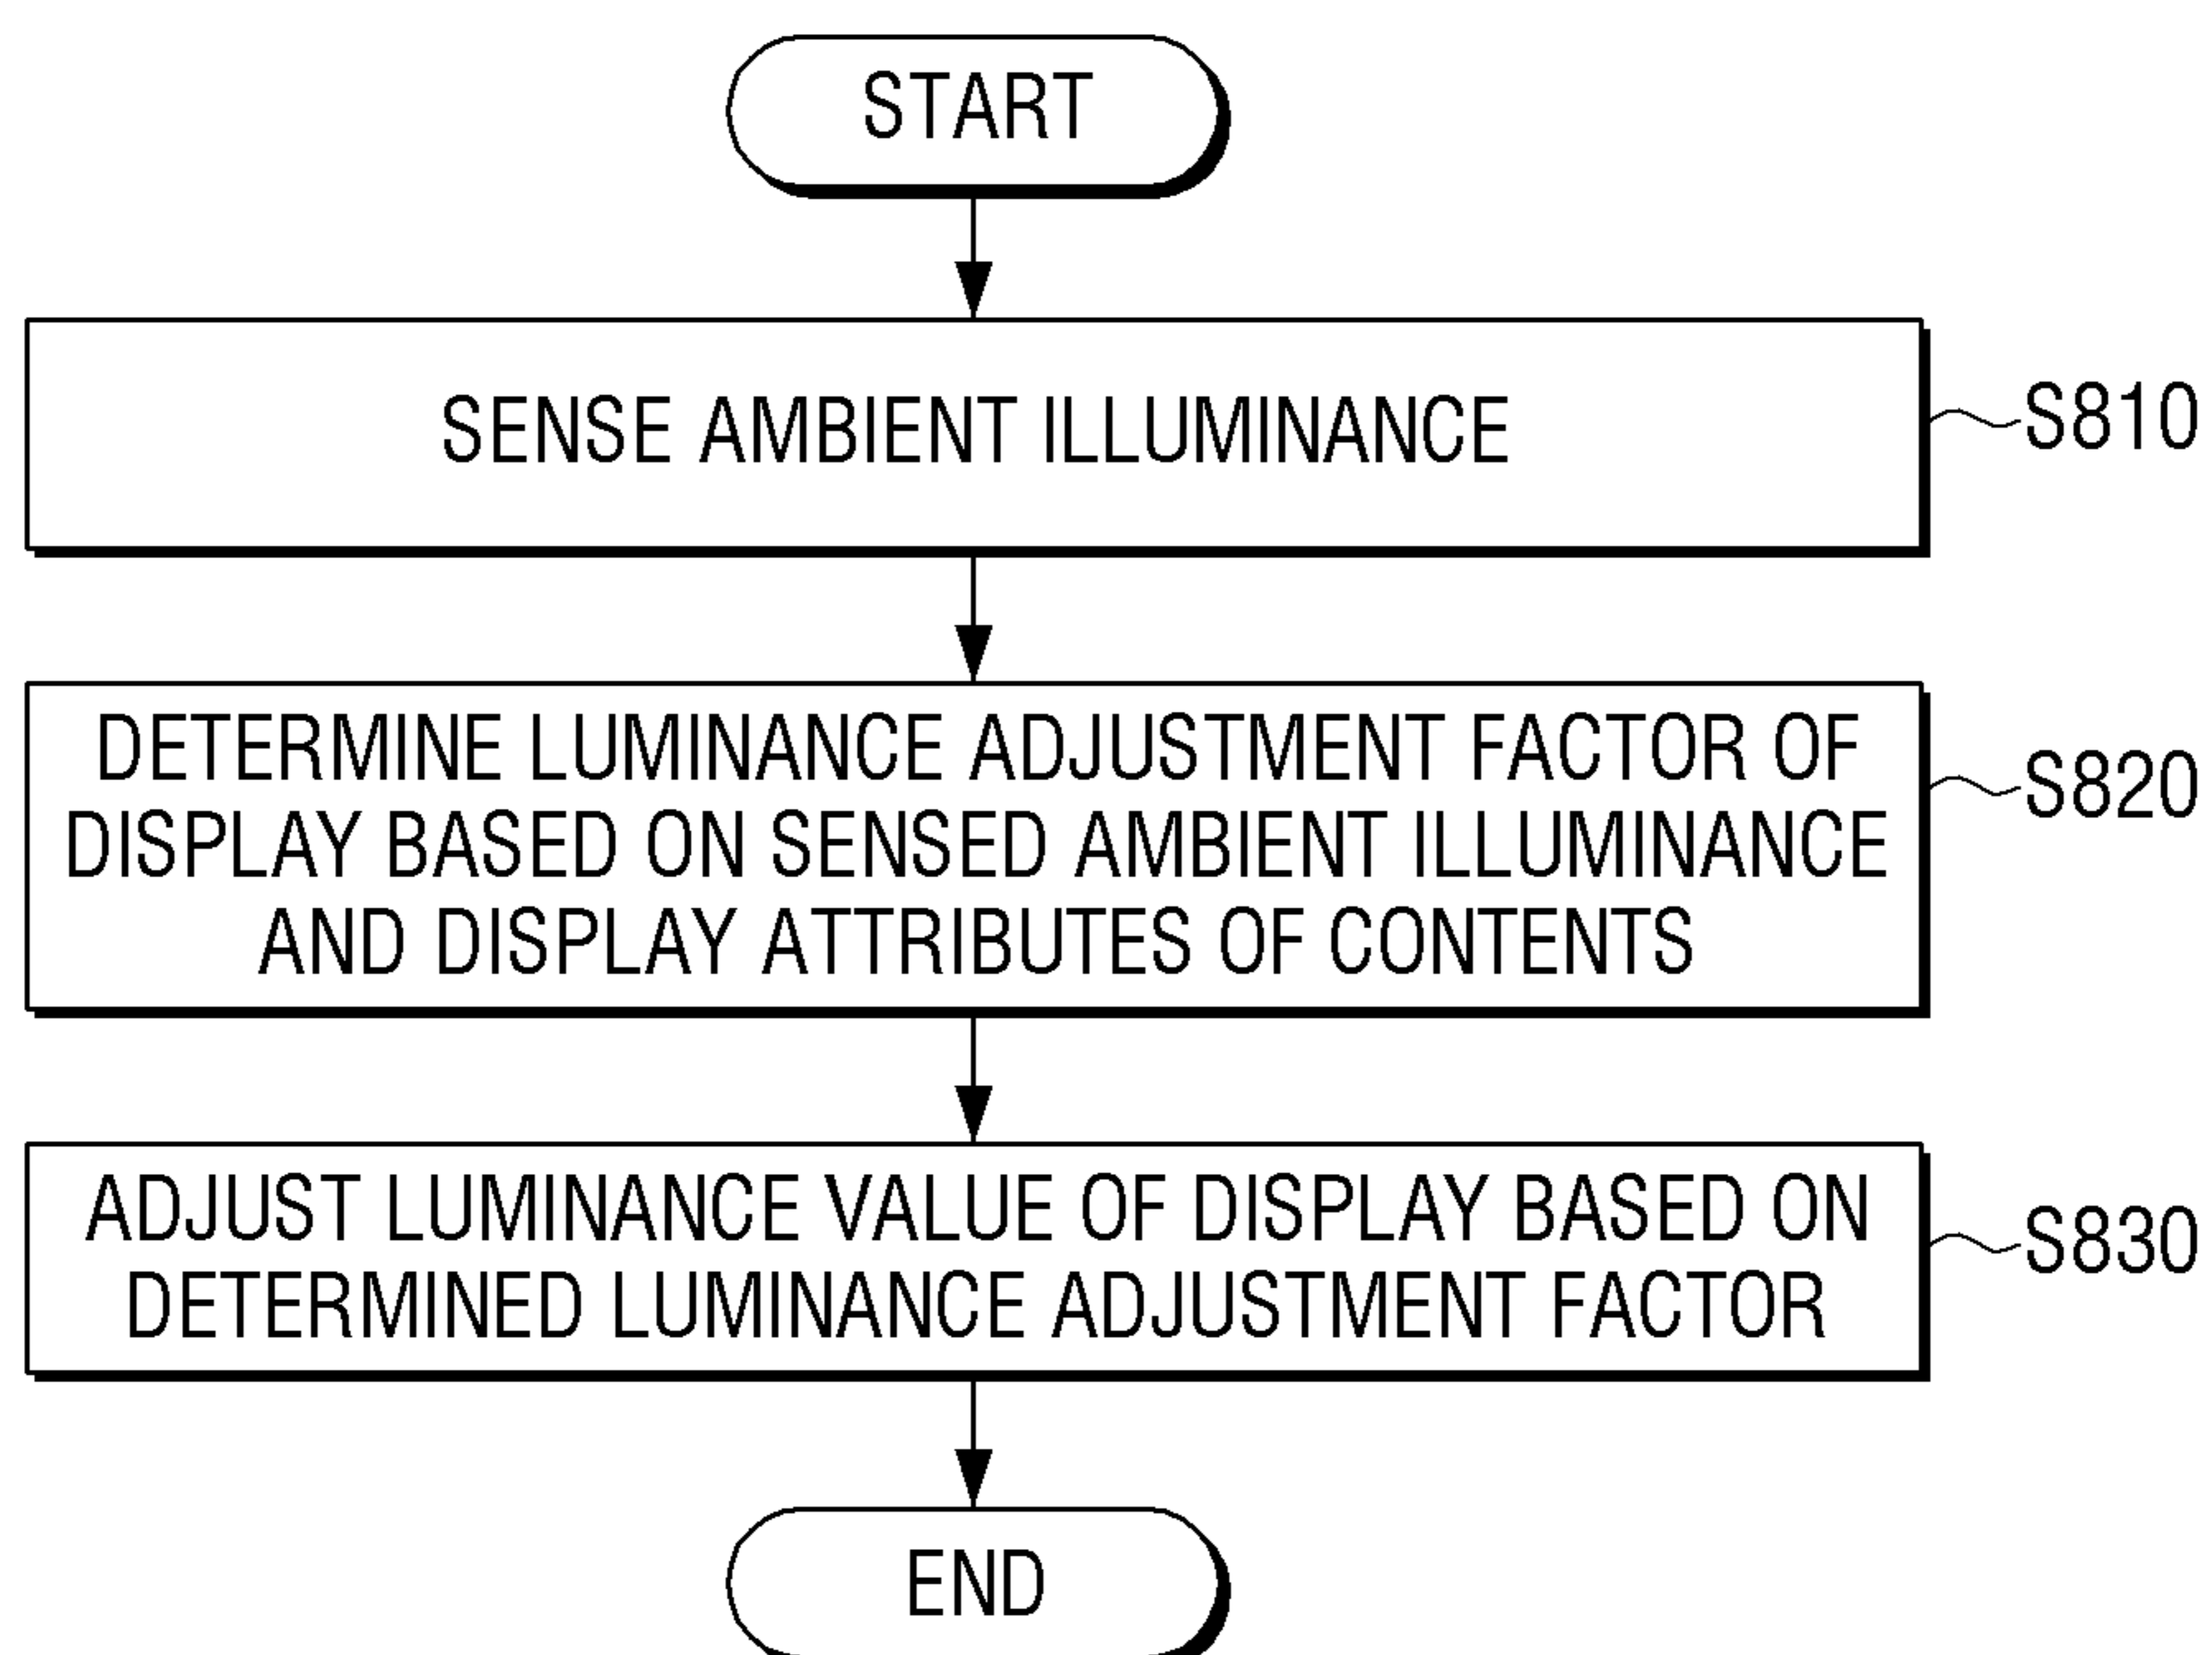 START
SENSE AMBIENT ILLUMINANCE
S810
DETERMINE LUMINANCE ADJUSTMENT FACTOR OF
DISPLAY BASED ON SENSED AMBIENT ILLUMINANCE
AND DISPLAY ATTRIBUTES OF CONTENTS
S820
ADJUST LUMINANCE VALUE OF DISPLAY BASED ON
DETERMINED LUMINANCE ADJUSTMENT FACTOR
S830
END